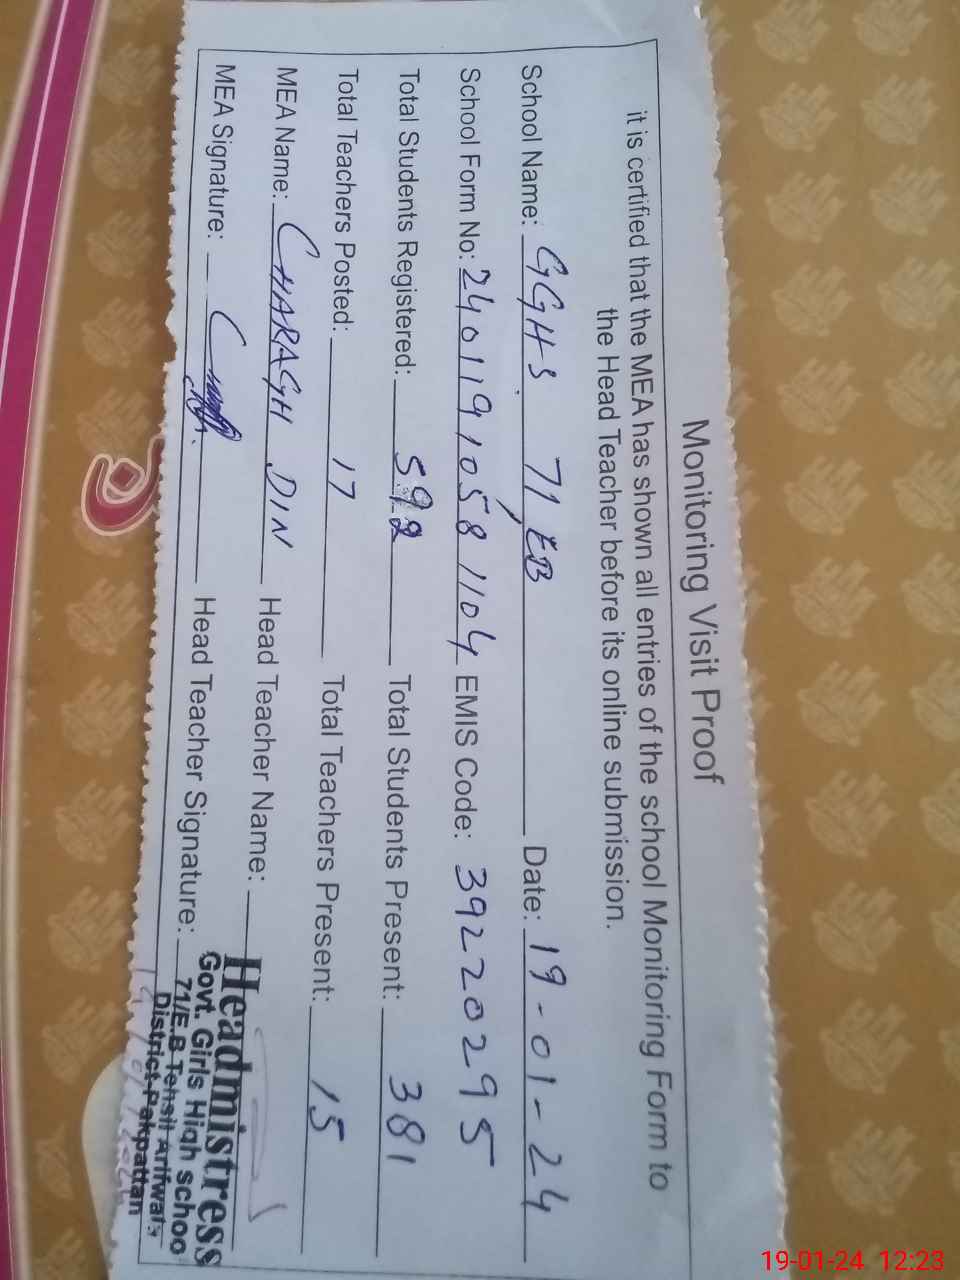 Monitoring Visit Proof
it is certified that the MEA has shown all entries of the school Monitoring Form to
the Head Teacher before its online submission.
School Name: GGHS. 71/EB Date: 19-01-24
School Form No: 24011910581104 EMIS Code: 39220295
Total Students Registered: 592 Total Students Present: 381
Total Teachers Posted: 17 Total Teachers Present: 15
MEA Name: CHARAGH DIN Head Teacher Name:
MEA Signature: Head Teacher Signature:
Headmistress
Govt. Girls High schoo
71/E.B Tehsil Arifwala
District Pakpattan
19-01-24 12:23